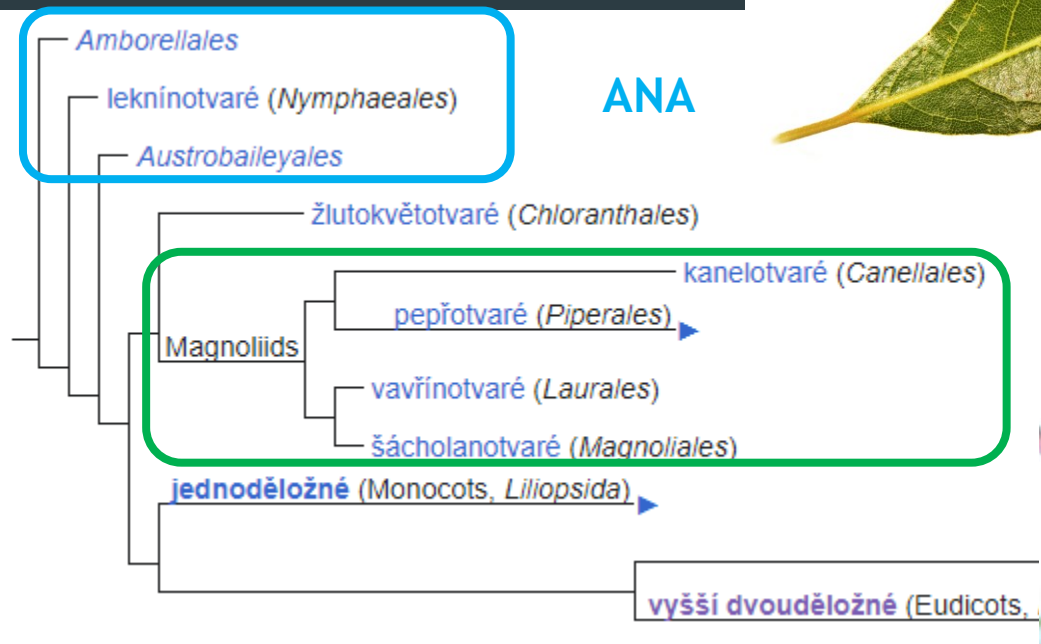 Amborellales
leknínotvaré (Nymphaeales)
ANA
Austrobaileyales
žlutokvětotvaré (Chloranthales)
kanelotvaré (Canellales)
pepřotvaré (Piperales)
Magnoliids
vavřínotvaré (Laurales)
šácholanotvaré (Magnoliales)
jednoděložné (Monocots, Liliopsida)
vyšší dvouděložné (Eudicots,